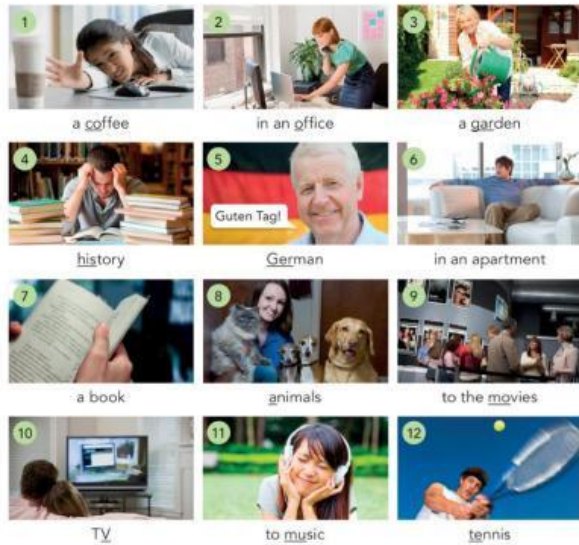 1
2
3
a coffee
in an office
a garden
4
5
6
Guten Tag!
history
German
in an apartment
7
8
9
a book
animals
to the movies
10
11
12
TV
to music
tennis